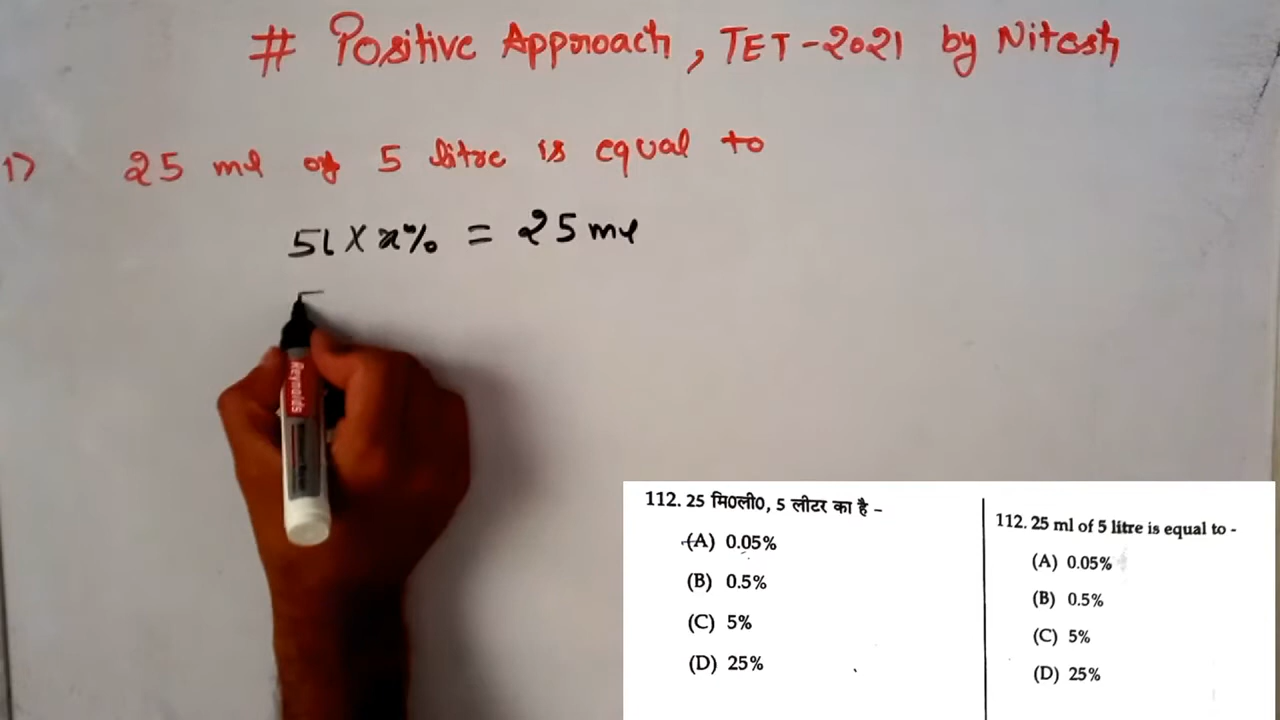 # Positive Approach, TET-2021 by Nitesh
1) 25 ml of 5 litre is equal to
5l × x% = 25 ml
Reynolds
112. 25 मि0ली0, 5 लीटर का है –
(A) 0.05%
(B) 0.5%
(C) 5%
(D) 25%
112. 25 ml of 5 litre is equal to -
(A) 0.05%
(B) 0.5%
(C) 5%
(D) 25%